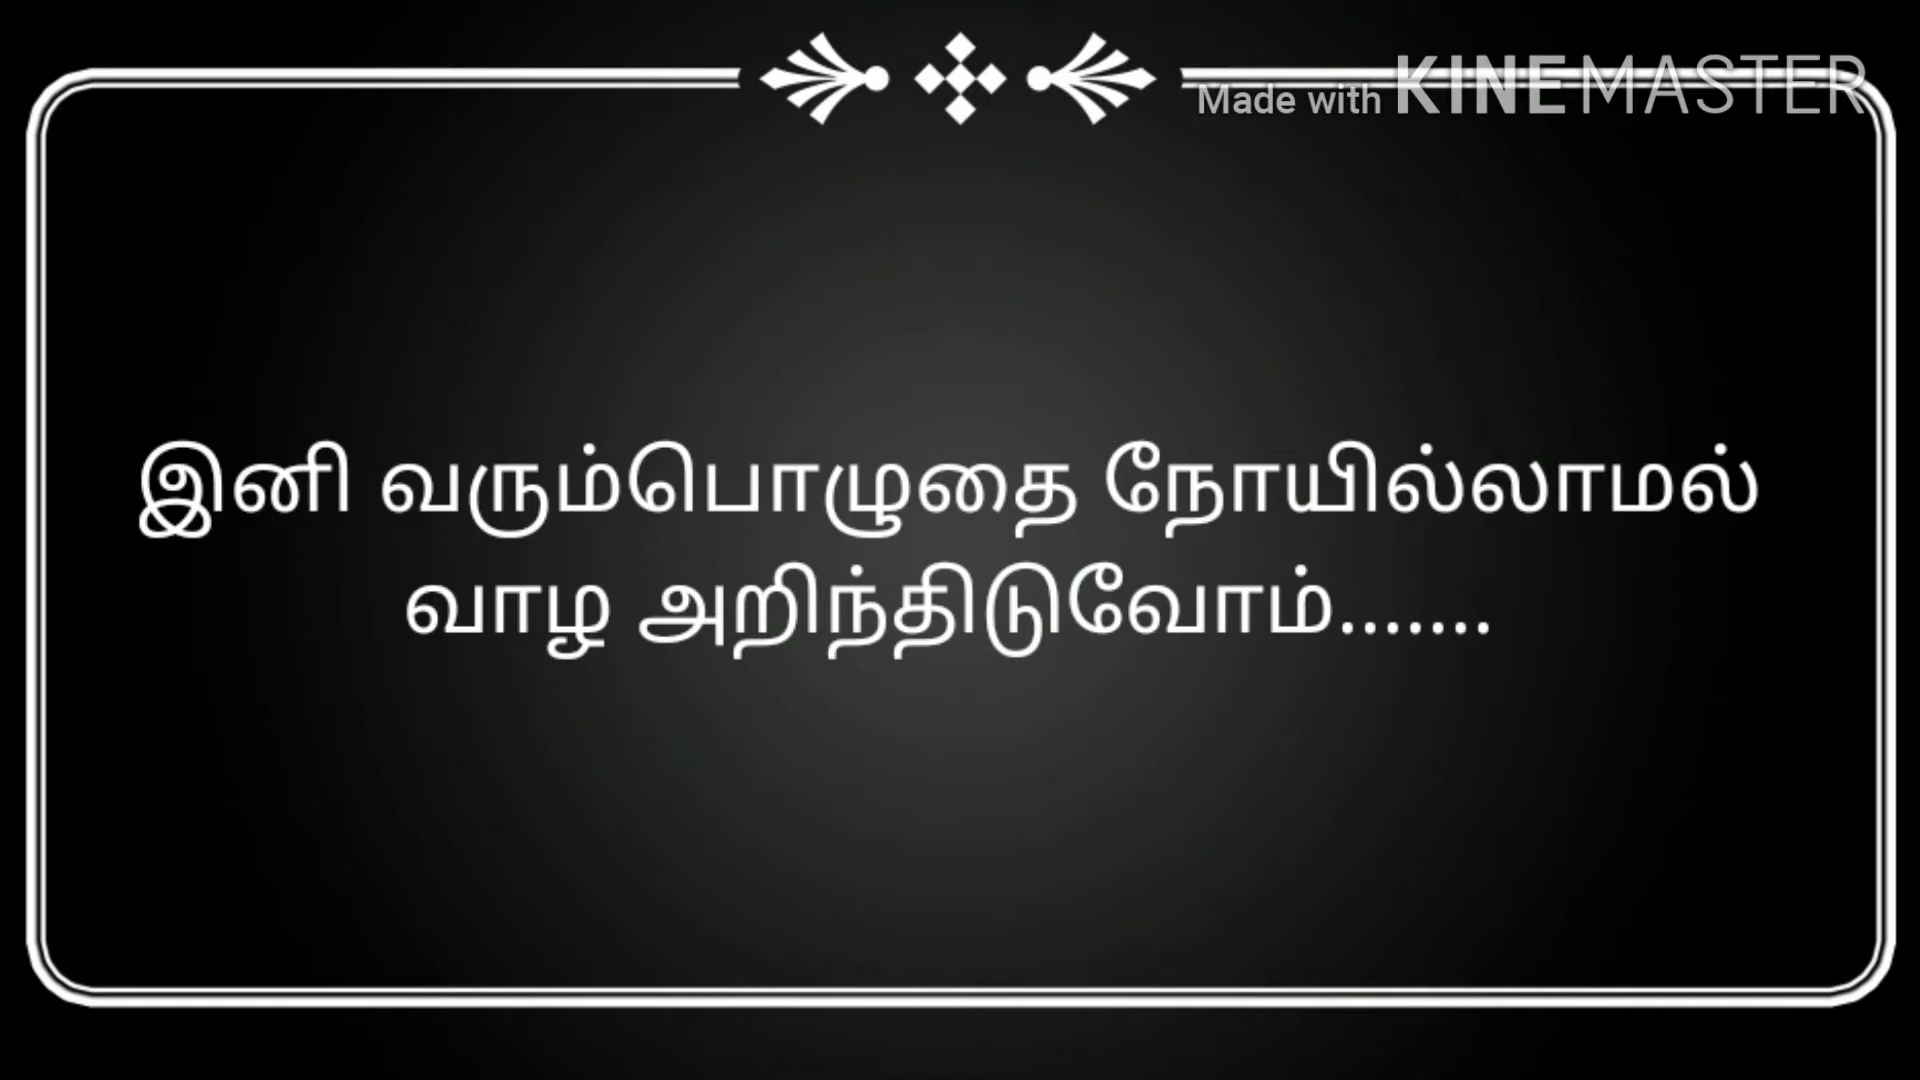 Made with KINEMASTER
இனி வரும்பொழுதை நோயில்லாமல்
வாழ அறிந்திடுவோம்.......